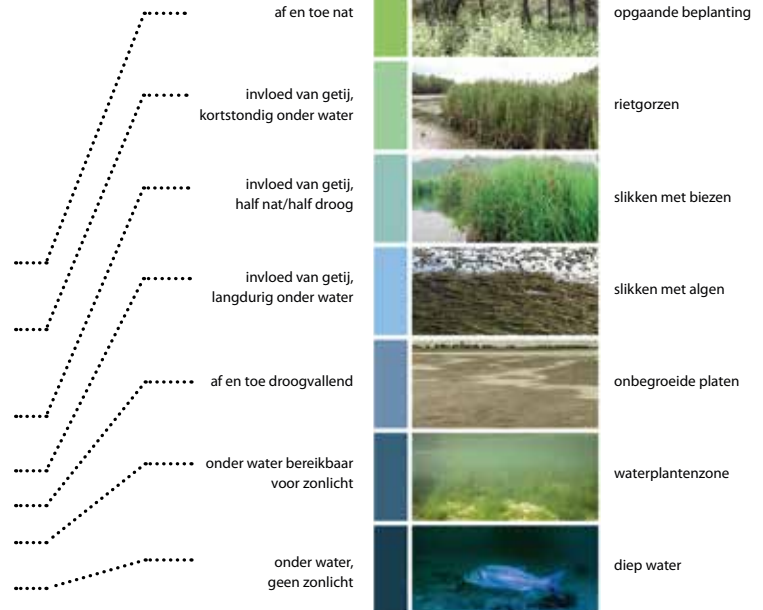 af en toe nat
opgaande beplanting
invloed van getij,
kortstondig onder water
rietgorzen
invloed van getij,
half nat/half droog
slikken met biezen
invloed van getij,
langdurig onder water
slikken met algen
af en toe droogvallend
onbegroeide platen
onder water bereikbaar
voor zonlicht
waterplantenzone
onder water,
geen zonlicht
diep water